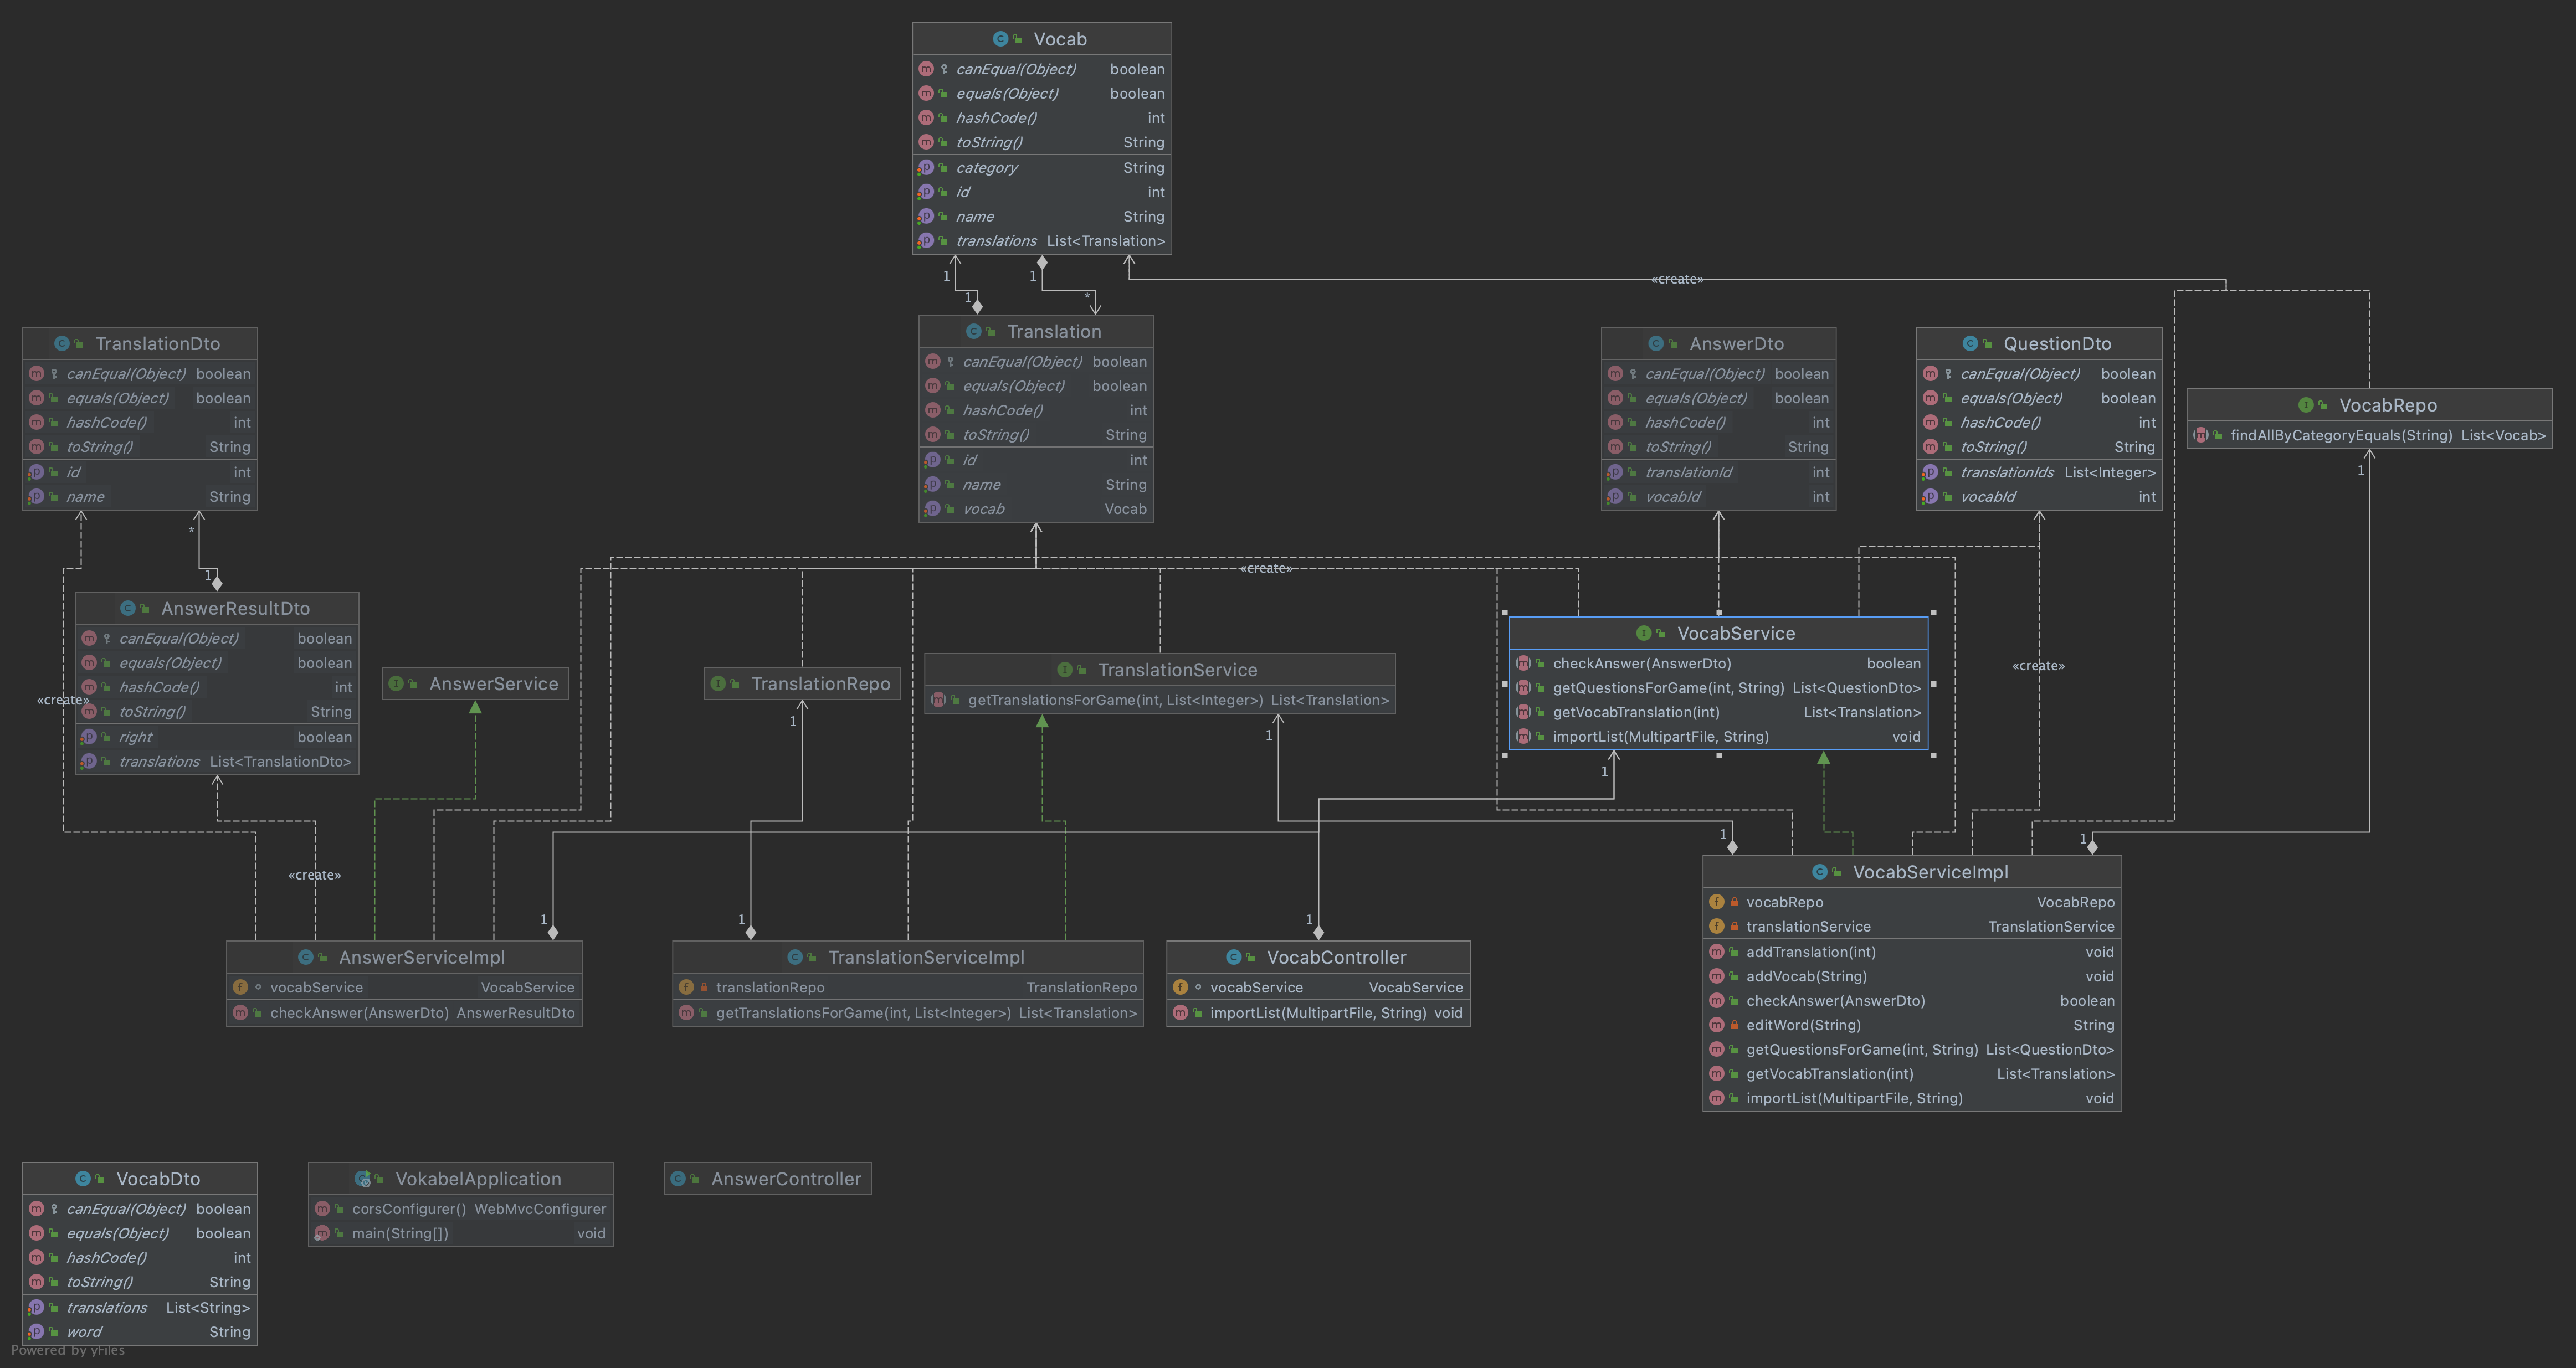 Vocab
canEqual(Object) boolean
equals(Object) boolean
hashCode() int
toString() String
category String
id int
name String
translations List<Translation>
1
1
1
*
«create»
Translation
canEqual(Object) boolean
equals(Object) boolean
hashCode() int
toString() String
id int
name String
vocab Vocab
TranslationDto
canEqual(Object) boolean
equals(Object) boolean
hashCode() int
toString() String
id int
name String
AnswerDto
canEqual(Object) boolean
equals(Object) boolean
hashCode() int
toString() String
translationId int
vocabId int
QuestionDto
canEqual(Object) boolean
equals(Object) boolean
hashCode() int
toString() String
translationIds List<Integer>
vocabId int
VocabRepo
findAllByCategoryEquals(String) List<Vocab>
1
*
1
«create»
AnswerResultDto
canEqual(Object) boolean
equals(Object) boolean
hashCode() int
toString() String
right boolean
translations List<TranslationDto>
«create»
AnswerService
TranslationRepo
1
TranslationService
getTranslationsForGame(int, List<Integer>) List<Translation>
1
VocabService
checkAnswer(AnswerDto) boolean
getQuestionsForGame(int, String) List<QuestionDto>
getVocabTranslation(int) List<Translation>
importList(MultipartFile, String) void
1
«create»
«create»
1
1
1
1
1
AnswerServiceImpl
vocabService VocabService
checkAnswer(AnswerDto) AnswerResultDto
TranslationServiceImpl
translationRepo TranslationRepo
getTranslationsForGame(int, List<Integer>) List<Translation>
VocabController
vocabService VocabService
importList(MultipartFile, String) void
VocabServiceImpl
vocabRepo VocabRepo
translationService TranslationService
addTranslation(int) void
addVocab(String) void
checkAnswer(AnswerDto) boolean
editWord(String) String
getQuestionsForGame(int, String) List<QuestionDto>
getVocabTranslation(int) List<Translation>
importList(MultipartFile, String) void
VocabDto
canEqual(Object) boolean
equals(Object) boolean
hashCode() int
toString() String
translations List<String>
word String
VokabelApplication
corsConfigurer() WebMvcConfigurer
main(String[]) void
AnswerController
Powered by yFiles